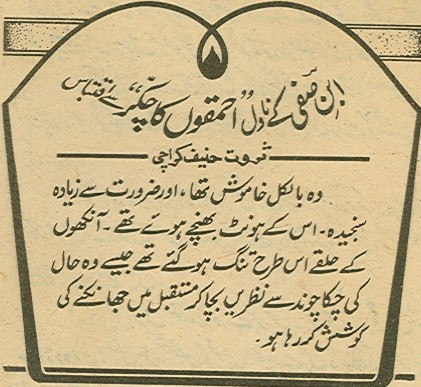 ابنِ صفی کے ناول "احمقوں کا چکر" سے اقتباس
ثروت حنیف کراچی
وہ بالکل خاموش تھا، اور ضرورت سے زیادہ
سنجیدہ۔ اس کے ہونٹ بھنچے ہوئے تھے۔ آنکھوں
کے حلقے اس طرح تنگ ہو گئے تھے جیسے وہ حال
کی چکا چوند سے نظریں بچا کر مستقبل میں جھانکنے کی
کوشش کر رہا ہو۔